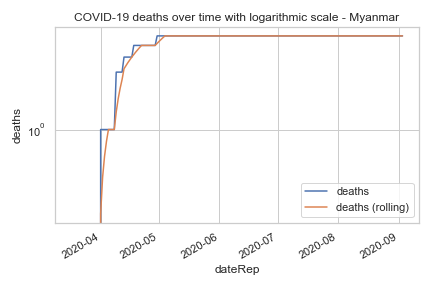 COVID-19 deaths over time with logarithmic scale - Myanmar
deaths
10⁰
deaths
deaths (rolling)
2020-04
2020-05
2020-06
2020-07
2020-08
2020-09
dateRep